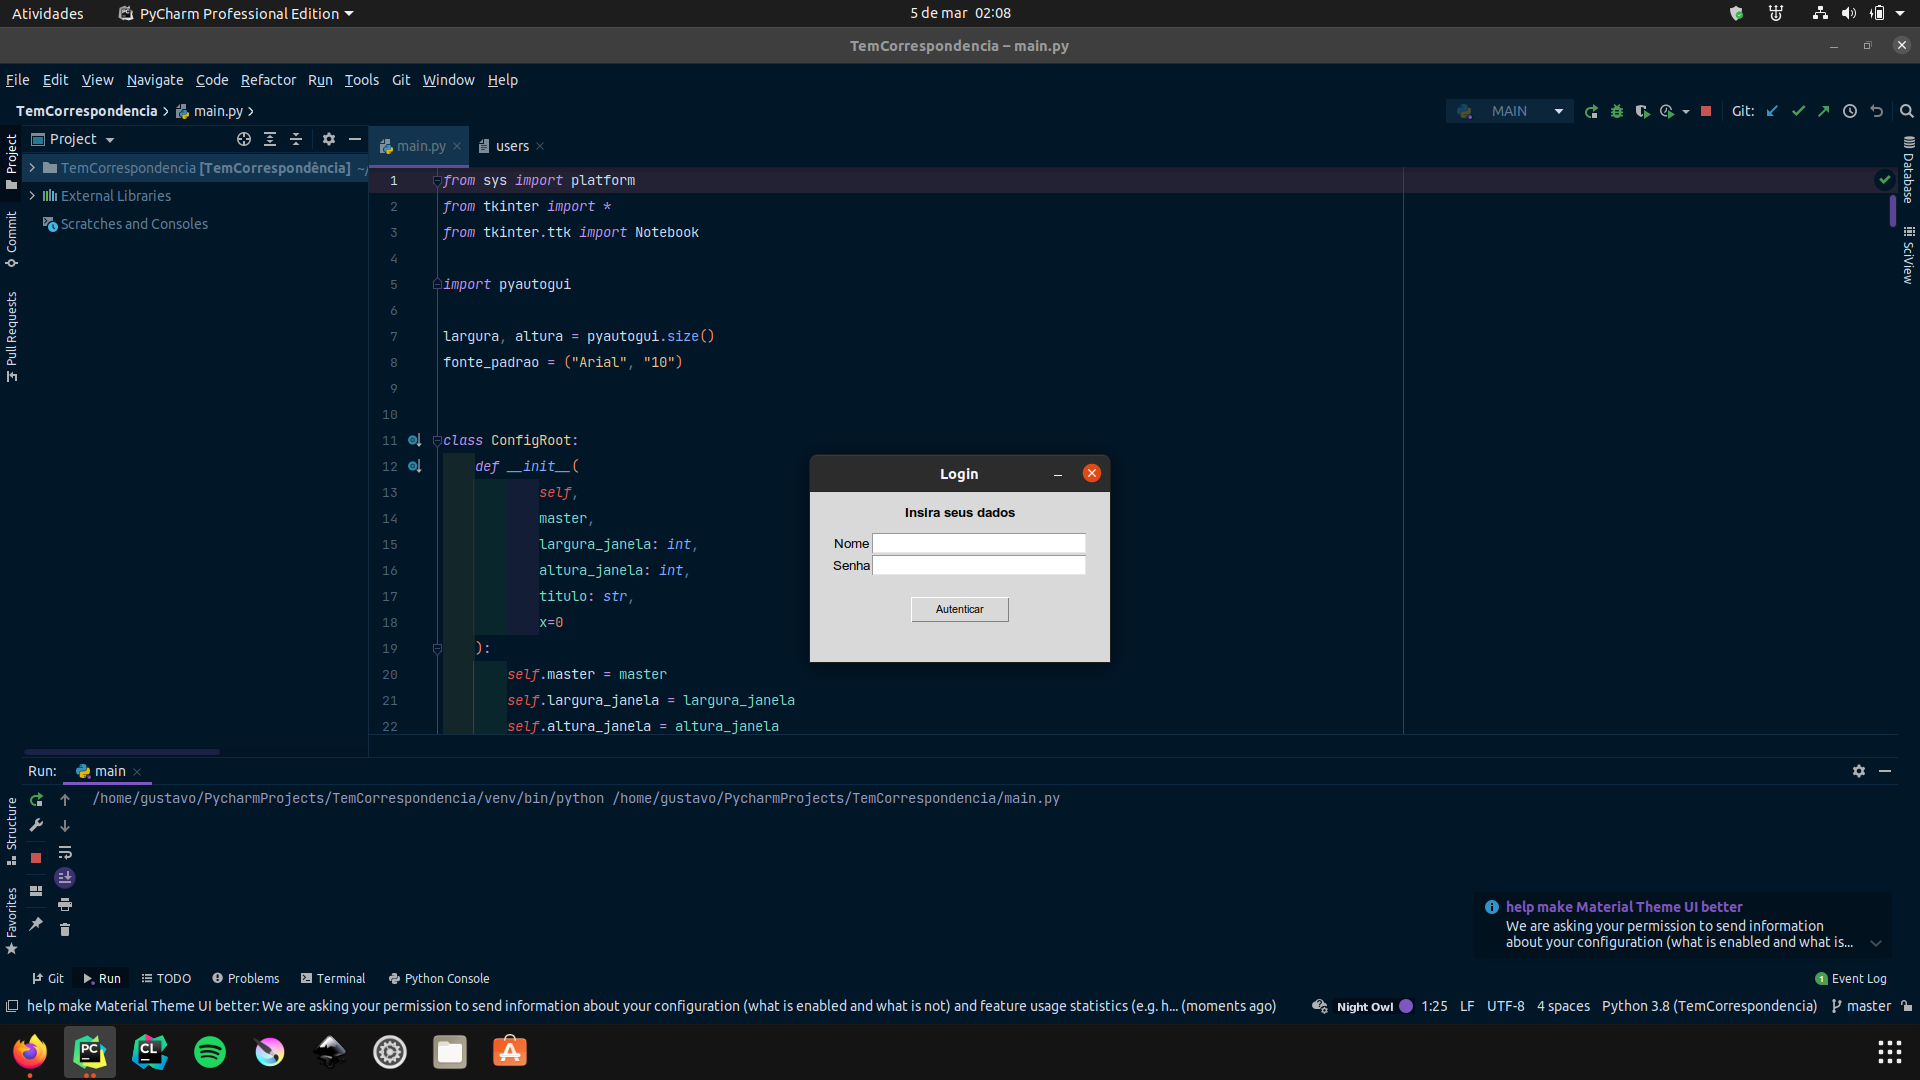 Atividades
PyCharm Professional Edition
5 de mar 02:08
TemCorrespondencia – main.py
File Edit View Navigate Code Refactor Run Tools Git Window Help
TemCorrespondencia main.py
MAIN
Git:
Project
main.py
users
Project
TemCorrespondencia [TemCorrespondência] ~/
External Libraries
Scratches and Consoles
Commit
Pull Requests
Database
SciView
1 from sys import platform
2 from tkinter import *
3 from tkinter.ttk import Notebook
4
5 import pyautogui
6
7 largura, altura = pyautogui.size()
8 fonte_padrao = ("Arial", "10")
9
10
11 class ConfigRoot:
12 def __init__(
13 self,
14 master,
15 largura_janela: int,
16 altura_janela: int,
17 titulo: str,
18 x=0
19 ):
20 self.master = master
21 self.largura_janela = largura_janela
22 self.altura_janela = altura_janela
Login
Insira seus dados
Nome
Senha
Autenticar
Run: main
/home/gustavo/PycharmProjects/TemCorrespondencia/venv/bin/python /home/gustavo/PycharmProjects/TemCorrespondencia/main.py
Structure
Favorites
help make Material Theme UI better
We are asking your permission to send information
about your configuration (what is enabled and what is...
Git Run TODO Problems Terminal Python Console
1 Event Log
help make Material Theme UI better: We are asking your permission to send information about your configuration (what is enabled and what is not) and feature usage statistics (e.g. h... (moments ago)
Night Owl 1:25 LF UTF-8 4 spaces Python 3.8 (TemCorrespondencia) master
PC
CL